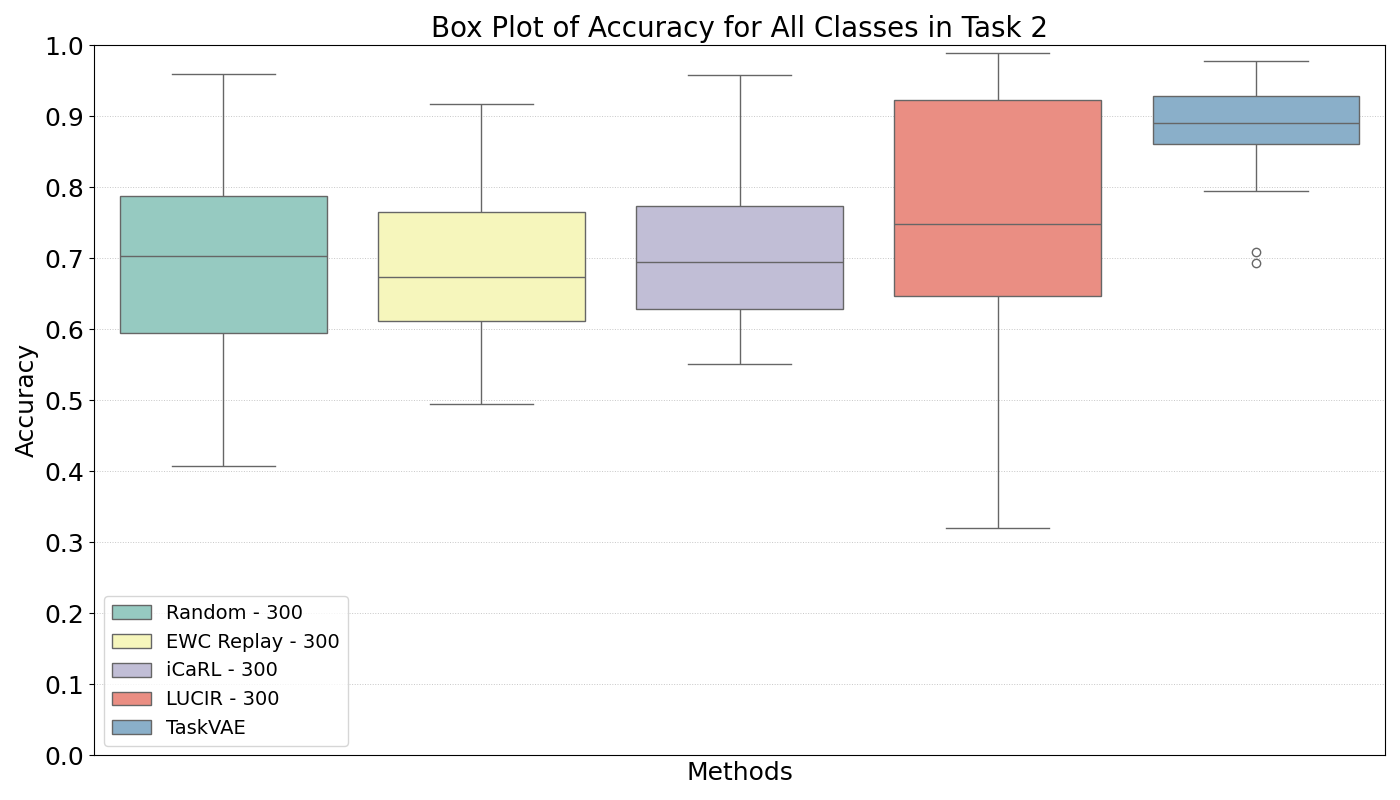 Box Plot of Accuracy for All Classes in Task 2
1.0
0.9
0.8
0.7
0.6
0.5
0.4
0.3
0.2
0.1
0.0
Accuracy
Random - 300
EWC Replay - 300
iCaRL - 300
LUCIR - 300
TaskVAE
Methods